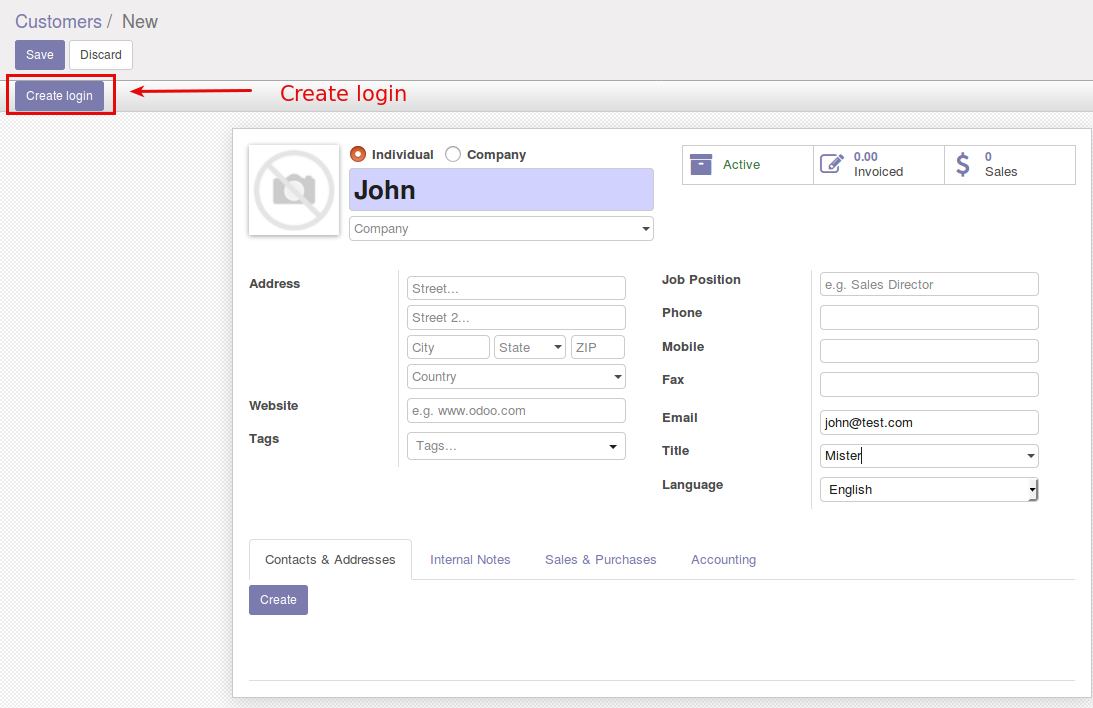 Customers / New
Save Discard
Create login Create login
Individual Company
John
Company
Active
0.00
Invoiced
0
Sales
Address
Street...
Street 2...
City State ZIP
Country
Website e.g. www.odoo.com
Tags Tags...
Job Position e.g. Sales Director
Phone
Mobile
Fax
Email john@test.com
Title Mister
Language English
Contacts & Addresses Internal Notes Sales & Purchases Accounting
Create